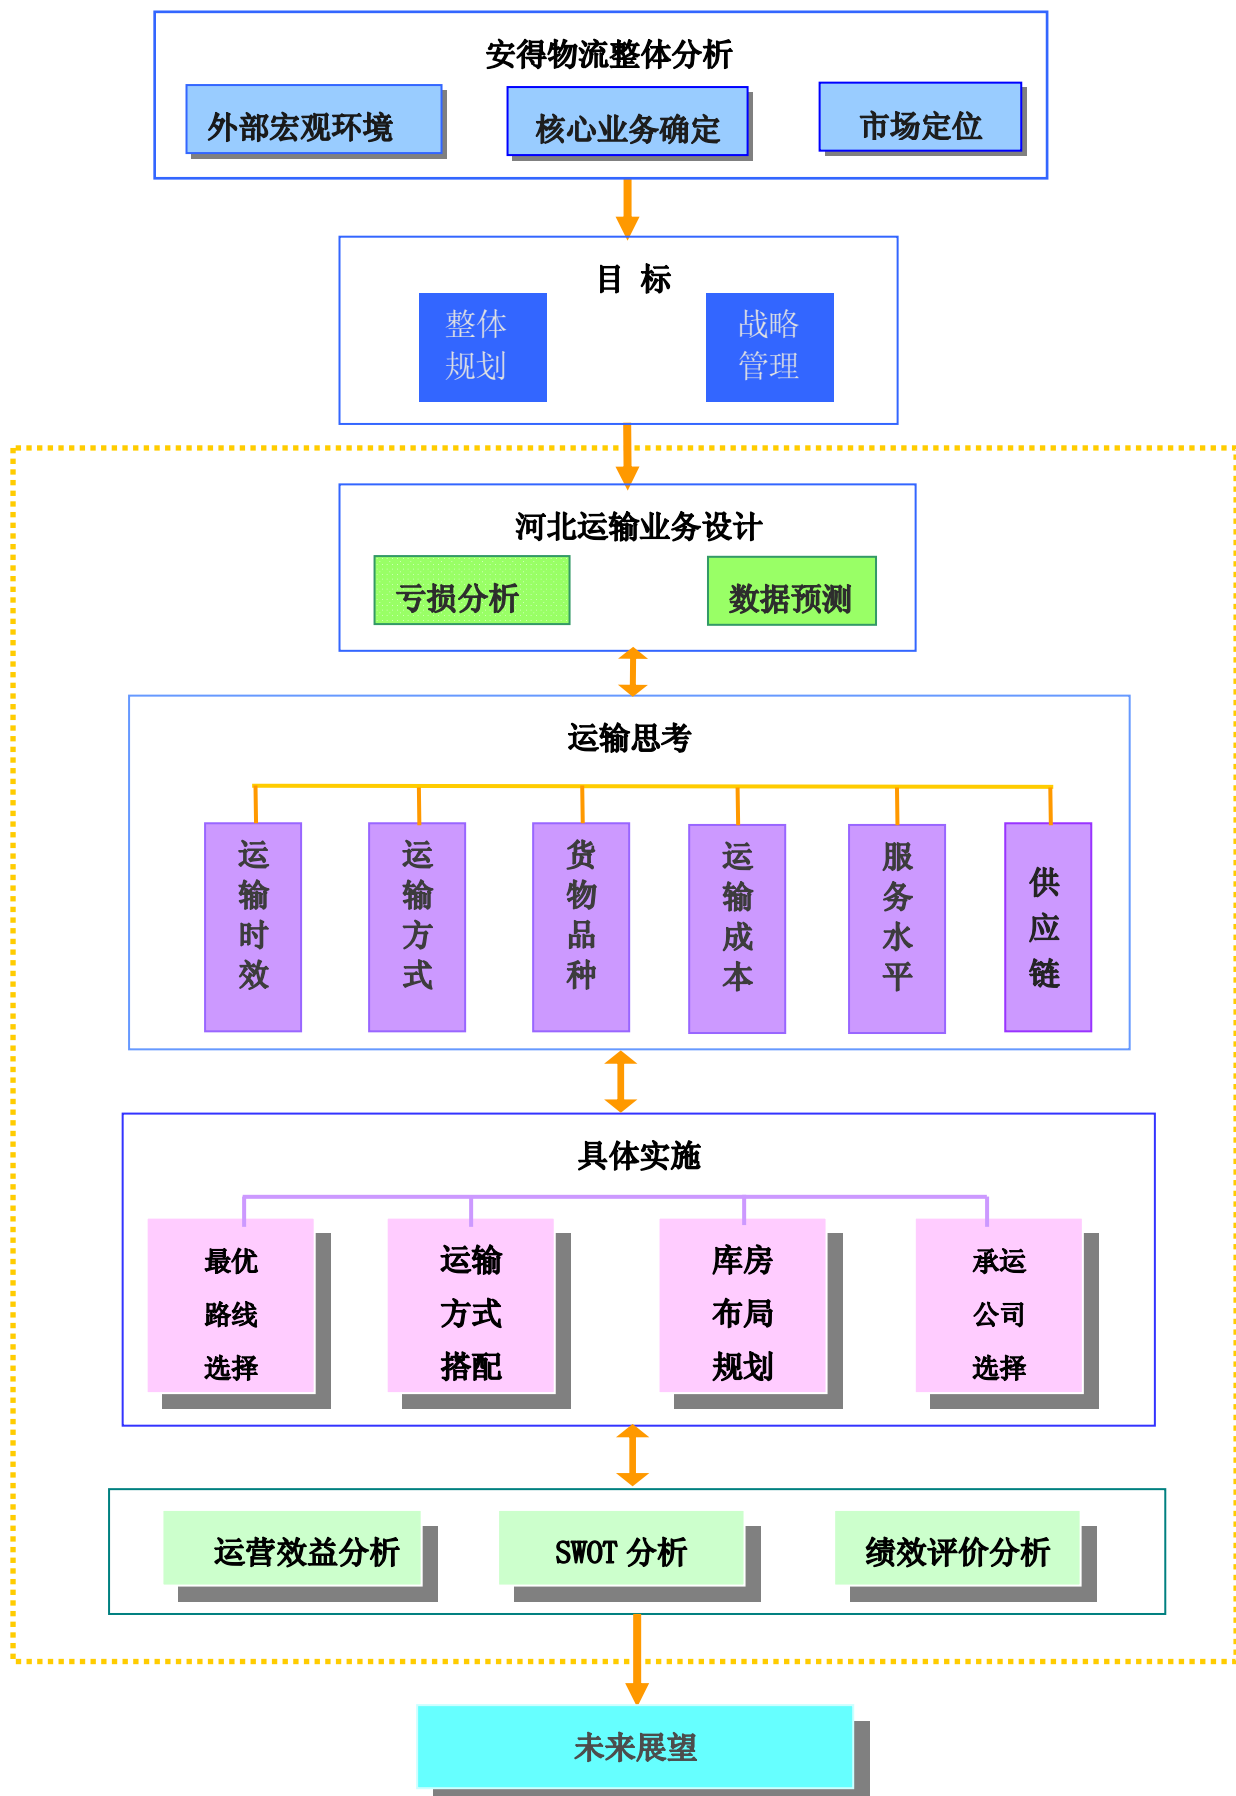 安得物流整体分析
外部宏观环境
核心业务确定
市场定位
目 标
整体
规划
战略
管理
河北运输业务设计
亏损分析
数据预测
运输思考
运输时效
运输方式
货物品种
运输成本
服务水平
供应链
具体实施
最优
路线
选择
运输
方式
搭配
库房
布局
规划
承运
公司
选择
运营效益分析
SWOT 分析
绩效评价分析
未来展望